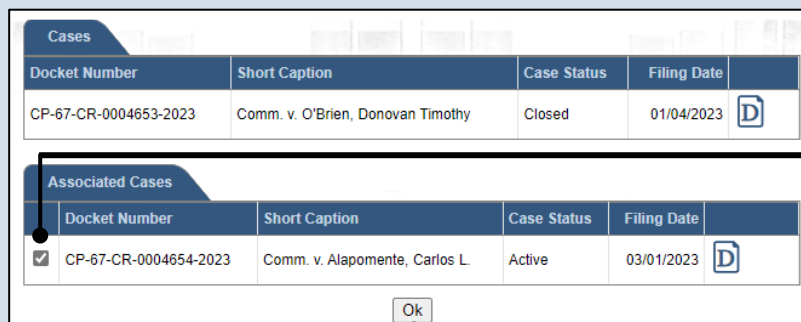 Cases
Docket Number Short Caption Case Status Filing Date
CP-67-CR-0004653-2023 Comm. v. O'Brien, Donovan Timothy Closed 01/04/2023 D
Associated Cases
Docket Number Short Caption Case Status Filing Date
CP-67-CR-0004654-2023 Comm. v. Alapomente, Carlos L. Active 03/01/2023 D
Ok